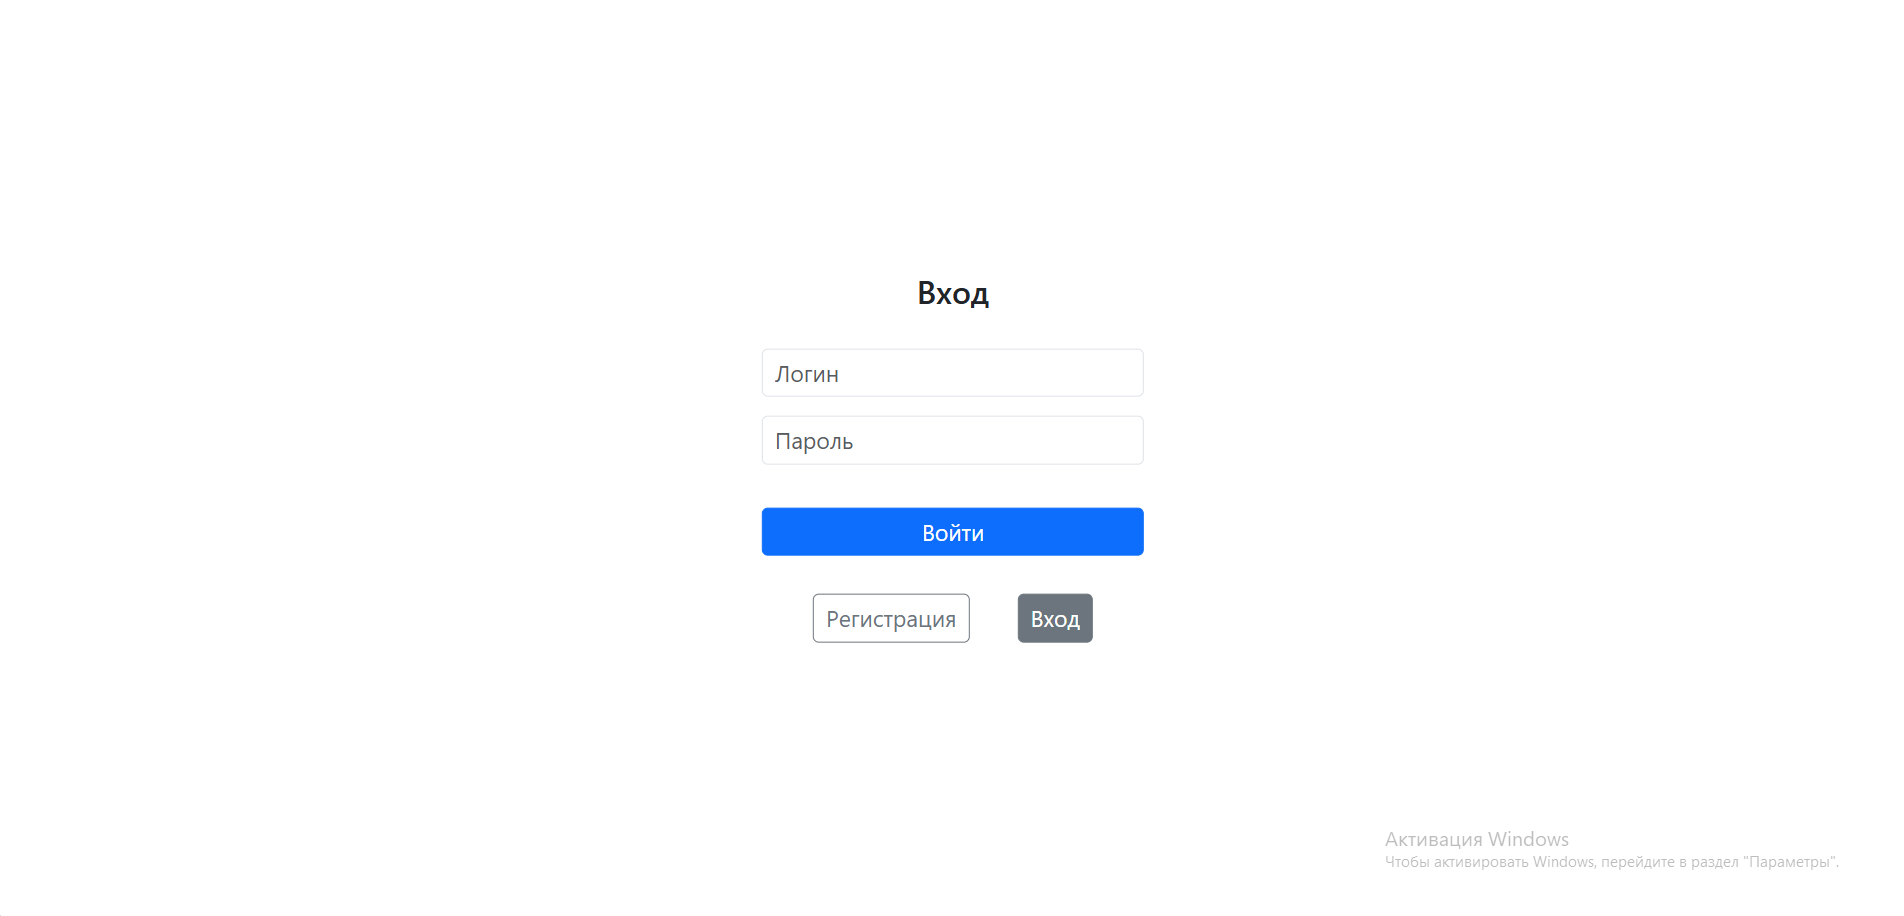 Вход
Логин
Пароль
Войти
Регистрация Вход
Активация Windows
Чтобы активировать Windows, перейдите в раздел "Параметры".